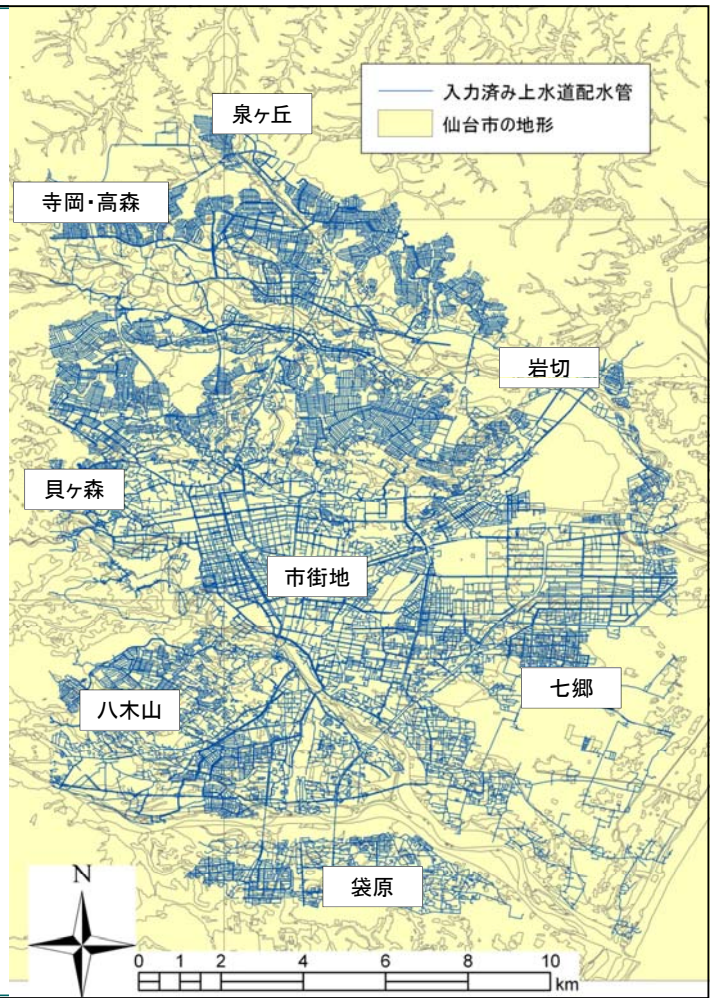 泉ヶ丘
入力済み上水道配水管
仙台市の地形
寺岡・高森
岩切
貝ヶ森
市街地
七郷
八木山
袋原
N
0 1 2 4 6 8 10
km